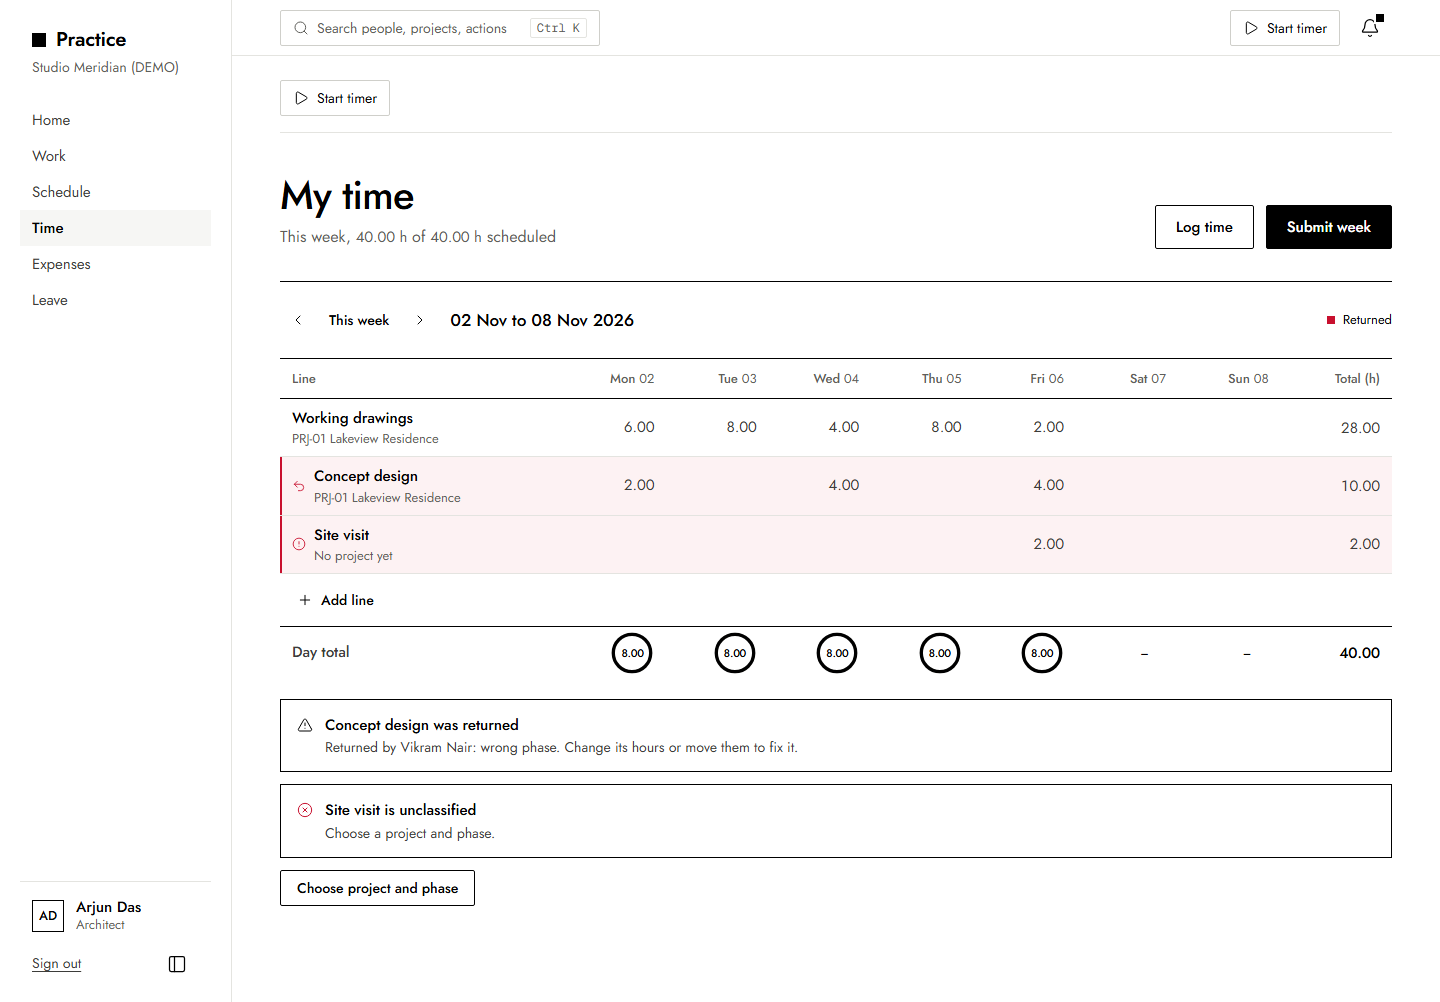 Practice
Studio Meridian (DEMO)
Home
Work
Schedule
Time
Expenses
Leave
AD
Arjun Das
Architect
Sign out
Search people, projects, actions Ctrl K
Start timer
Start timer
My time
This week, 40.00 h of 40.00 h scheduled
Log time
Submit week
This week
02 Nov to 08 Nov 2026
Returned
Line Mon 02 Tue 03 Wed 04 Thu 05 Fri 06 Sat 07 Sun 08 Total (h)
Working drawings
PRJ-01 Lakeview Residence
6.00 8.00 4.00 8.00 2.00 28.00
Concept design
PRJ-01 Lakeview Residence
2.00 4.00 4.00 10.00
Site visit
No project yet
2.00 2.00
Add line
Day total 8.00 8.00 8.00 8.00 8.00 – – 40.00
Concept design was returned
Returned by Vikram Nair: wrong phase. Change its hours or move them to fix it.
Site visit is unclassified
Choose a project and phase.
Choose project and phase